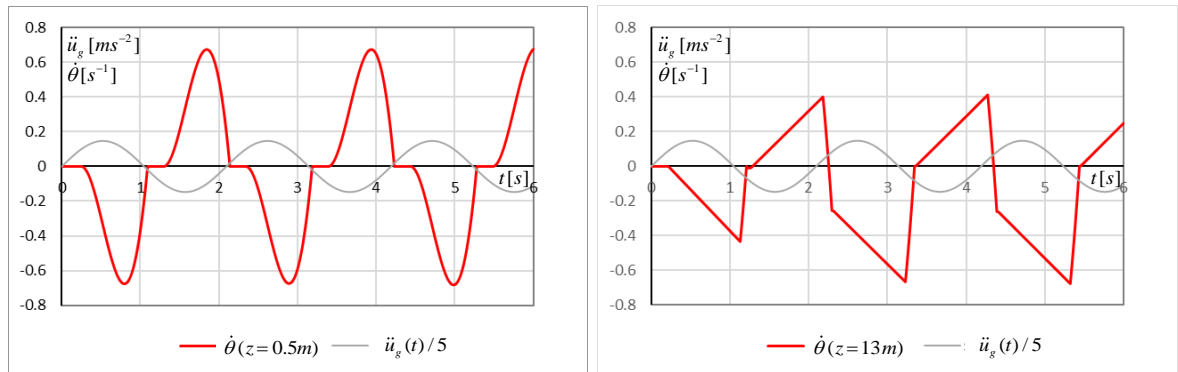 0.8
ü_g [ms⁻²]
θ̇[s⁻¹]
0.6
0.4
0.2
0
0 1 2 3 4 5 6
t[s]
-0.2
-0.4
-0.6
-0.8
θ̇(z=0.5m) ü_g(t)/5
0.8
ü_g [ms⁻²]
θ̇[s⁻¹]
0.6
0.4
0.2
0
t[s]
0 1 2 3 4 5 6
-0.2
-0.4
-0.6
-0.8
θ̇(z=13m) ü_g(t)/5